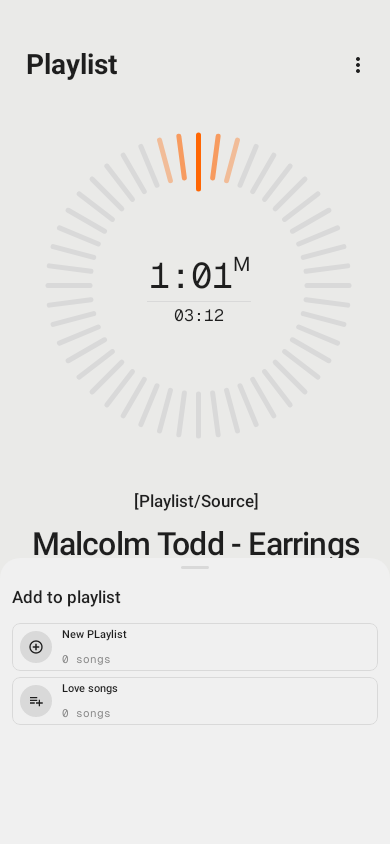 Playlist
1:01M
03:12
[Playlist/Source]
Malcolm Todd - Earrings
Add to playlist
New PLaylist
0 songs
Love songs
0 songs